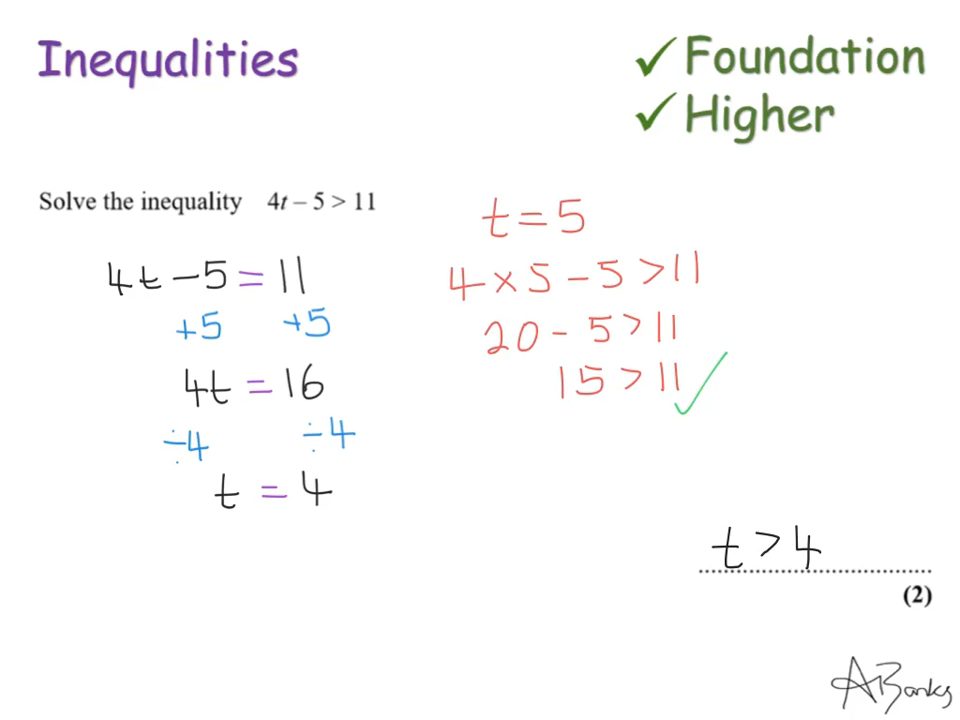 Inequalities
✓ Foundation
✓ Higher
Solve the inequality 4t – 5 > 11
4t - 5 = 11
+5 +5
4t = 16
÷4 ÷4
t = 4
t = 5
4 × 5 - 5 > 11
20 - 5 > 11
15 > 11 ✓
t > 4
(2)
ABanks